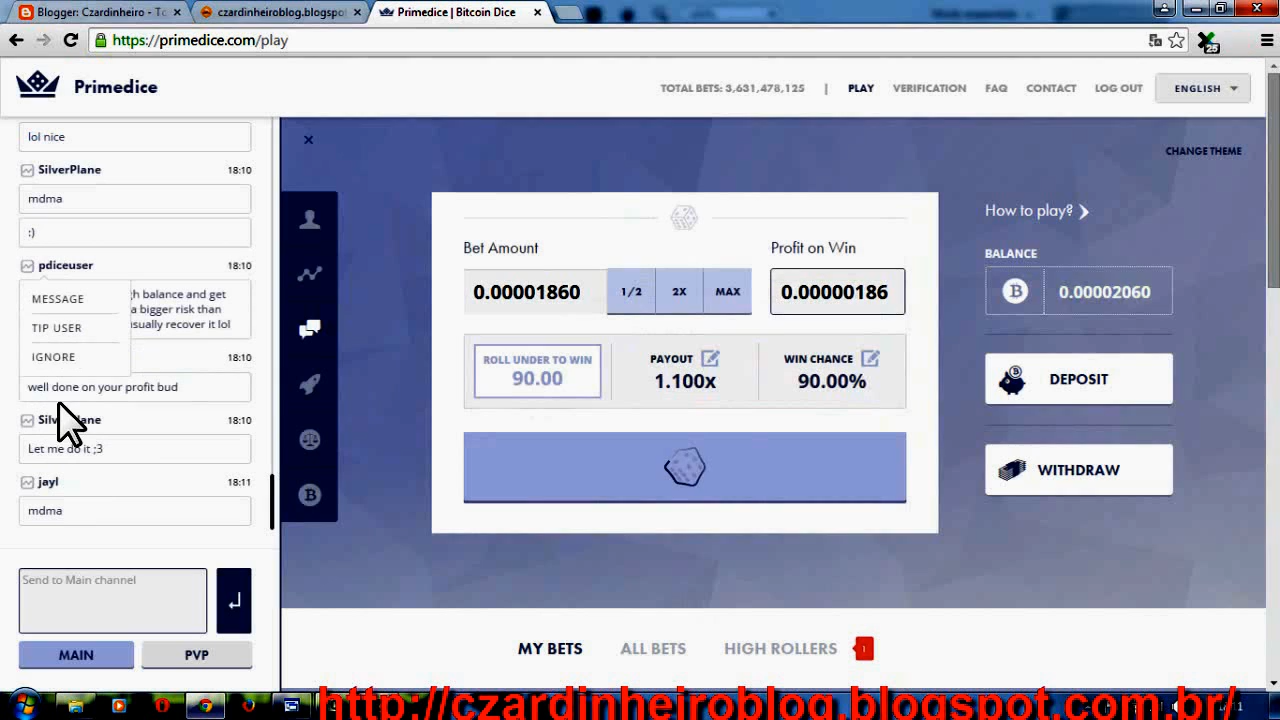 Blogger: Czardinheiro - To
czardinheiroblog.blogspot
Primedice | Bitcoin Dice
https://primedice.com/play
25
Primedice
TOTAL BETS: 3,631,478,125 | PLAY VERIFICATION FAQ CONTACT LOG OUT ENGLISH
lol nice
SilverPlane 18:10
mdma
:)
pdiceuser 18:10
MESSAGE
TIP USER
IGNORE
gh balance and get
a bigger risk than
usually recover it lol
18:10
well done on your profit bud
SilverPlane 18:10
Let me do it ;3
jayl 18:11
mdma
Send to Main channel
MAIN PVP
CHANGE THEME
Bet Amount
Profit on Win
0.00001860
1/2 2X MAX
0.00000186
ROLL UNDER TO WIN
90.00
PAYOUT
1.100x
WIN CHANCE
90.00%
How to play?
BALANCE
0.00002060
DEPOSIT
WITHDRAW
MY BETS ALL BETS HIGH ROLLERS 1
http://czardinheiroblog.blogspot.com.br/